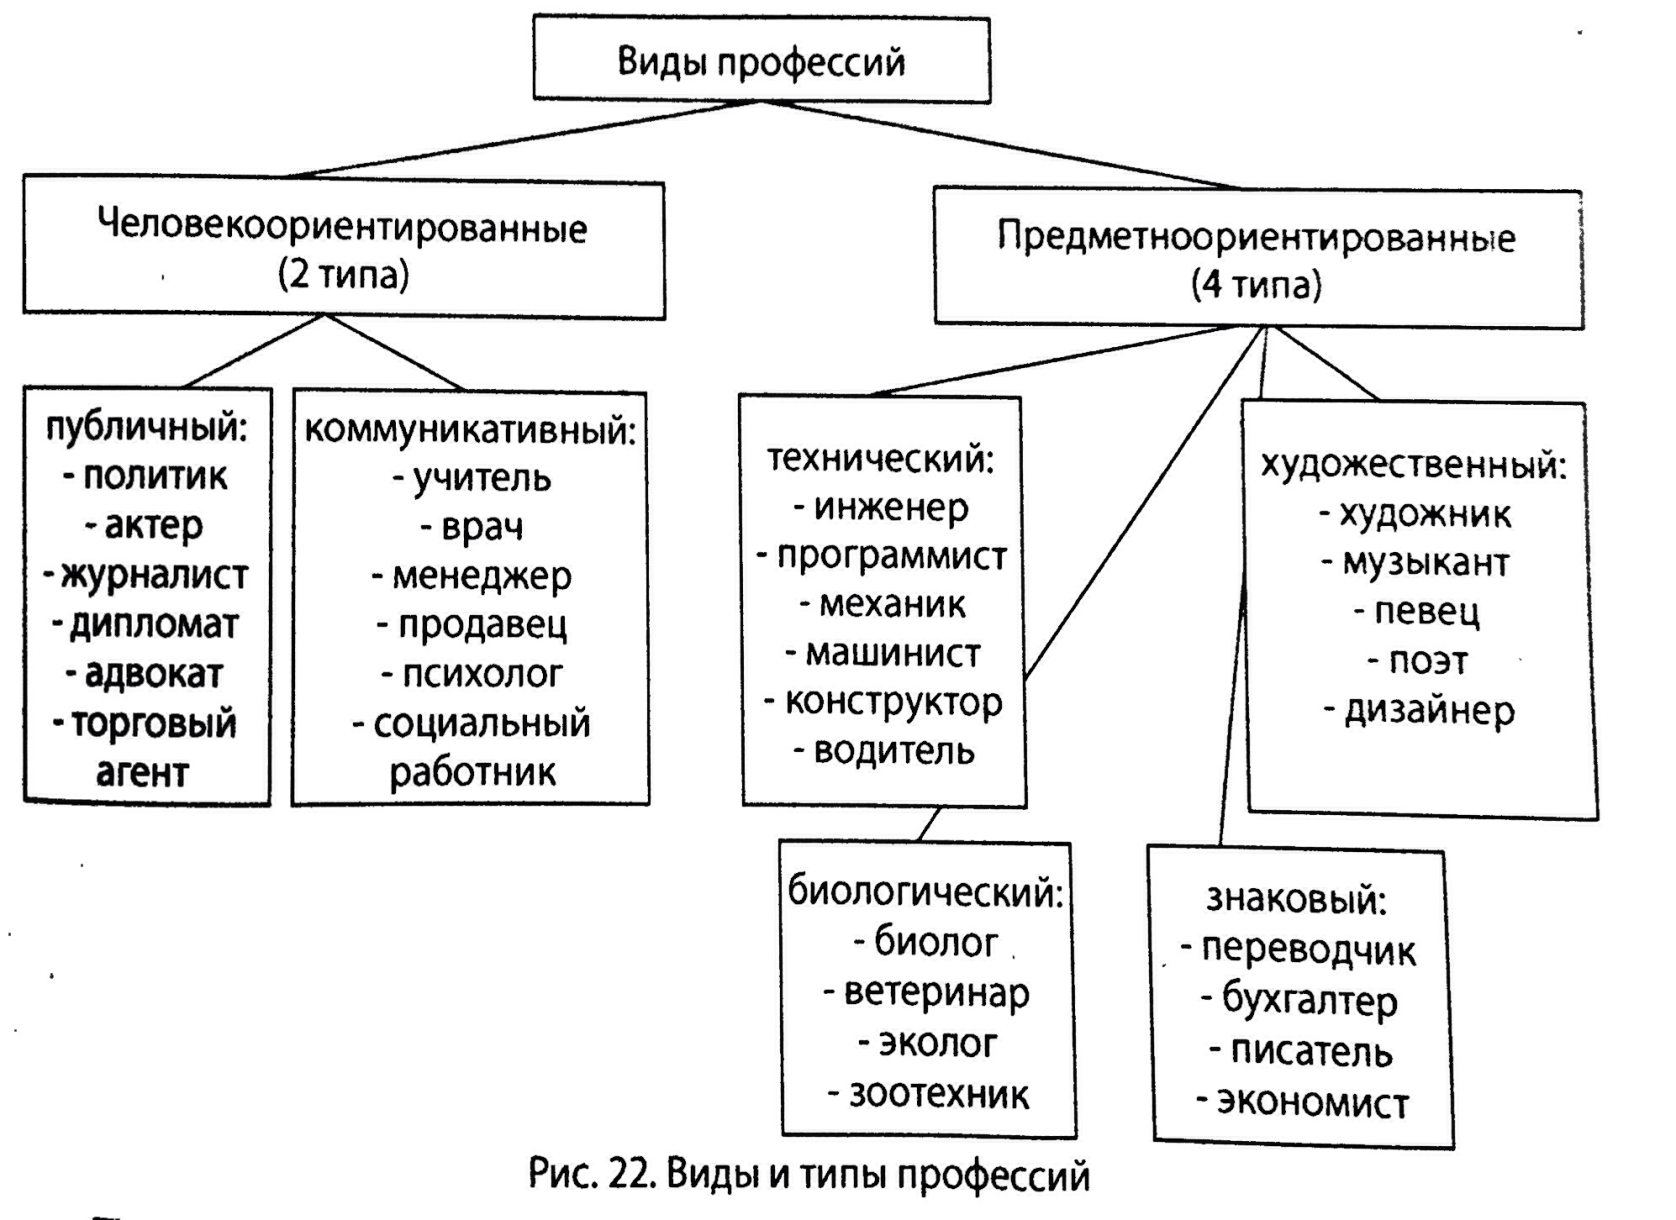 Виды профессий
Человекоориентированные
(2 типа)
Предметноориентированные
(4 типа)
публичный:
- политик
- актер
- журналист
- дипломат
- адвокат
- торговый
агент
коммуникативный:
- учитель
- врач
- менеджер
- продавец
- психолог
- социальный
работник
технический:
- инженер
- программист
- механик
- машинист
- конструктор
- водитель
художественный:
- художник
- музыкант
- певец
- поэт
- дизайнер
биологический:
- биолог
- ветеринар
- эколог
- зоотехник
знаковый:
- переводчик
- бухгалтер
- писатель
- экономист
Рис. 22. Виды и типы профессий